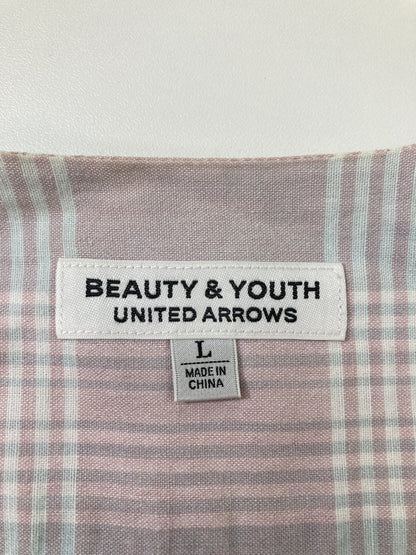 BEAUTY & YOUTH
UNITED ARROWS
L
MADE IN
CHINA